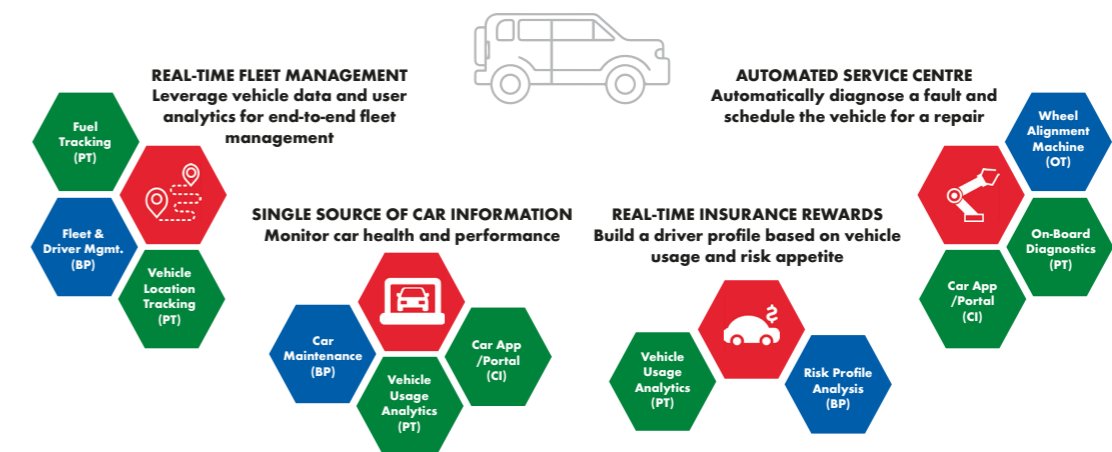 REAL-TIME FLEET MANAGEMENT
Leverage vehicle data and user
analytics for end-to-end fleet
management
Fuel
Tracking
(PT)
Fleet &
Driver Mgmt.
(BP)
Vehicle
Location
Tracking
(PT)
SINGLE SOURCE OF CAR INFORMATION
Monitor car health and performance
Car
Maintenance
(BP)
Vehicle
Usage
Analytics
(PT)
Car App
/Portal
(CI)
REAL-TIME INSURANCE REWARDS
Build a driver profile based on vehicle
usage and risk appetite
$
Vehicle
Usage
Analytics
(PT)
Risk Profile
Analysis
(BP)
AUTOMATED SERVICE CENTRE
Automatically diagnose a fault and
schedule the vehicle for a repair
Wheel
Alignment
Machine
(OT)
On-Board
Diagnostics
(PT)
Car App
/Portal
(CI)